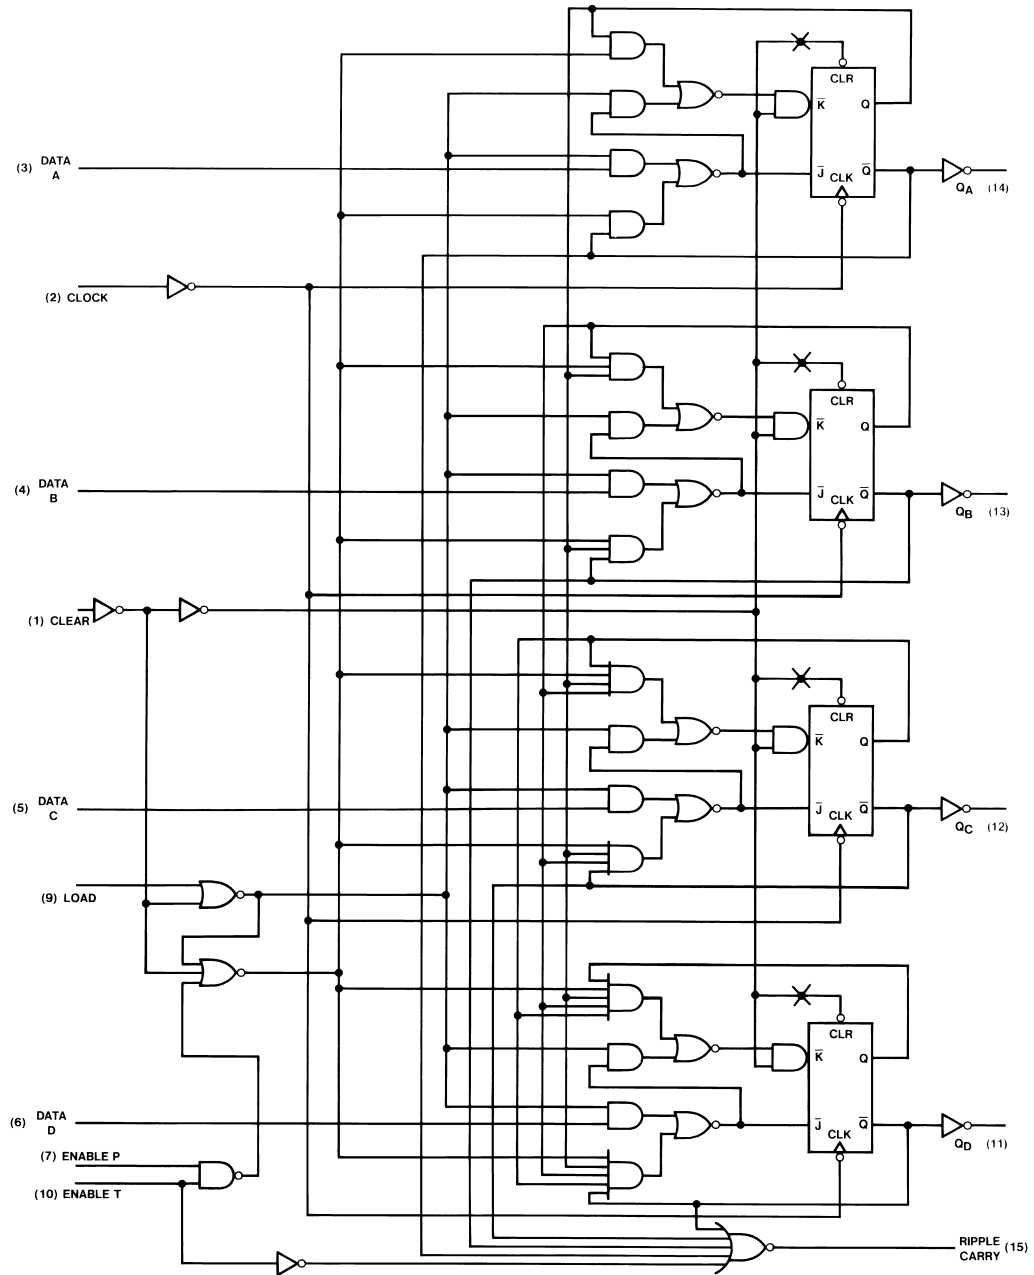 CLR
K̅ Q
(3) DATA
A
J̅ CLK Q̅
QA (14)
(2) CLOCK
CLR
K̅ Q
(4) DATA
B
J̅ CLK Q̅
QB (13)
(1) CLEAR
CLR
K̅ Q
(5) DATA
C
J̅ CLK Q̅
QC (12)
(9) LOAD
CLR
K̅ Q
(6) DATA
D
J̅ CLK Q̅
QD (11)
(7) ENABLE P
(10) ENABLE T
RIPPLE
CARRY (15)